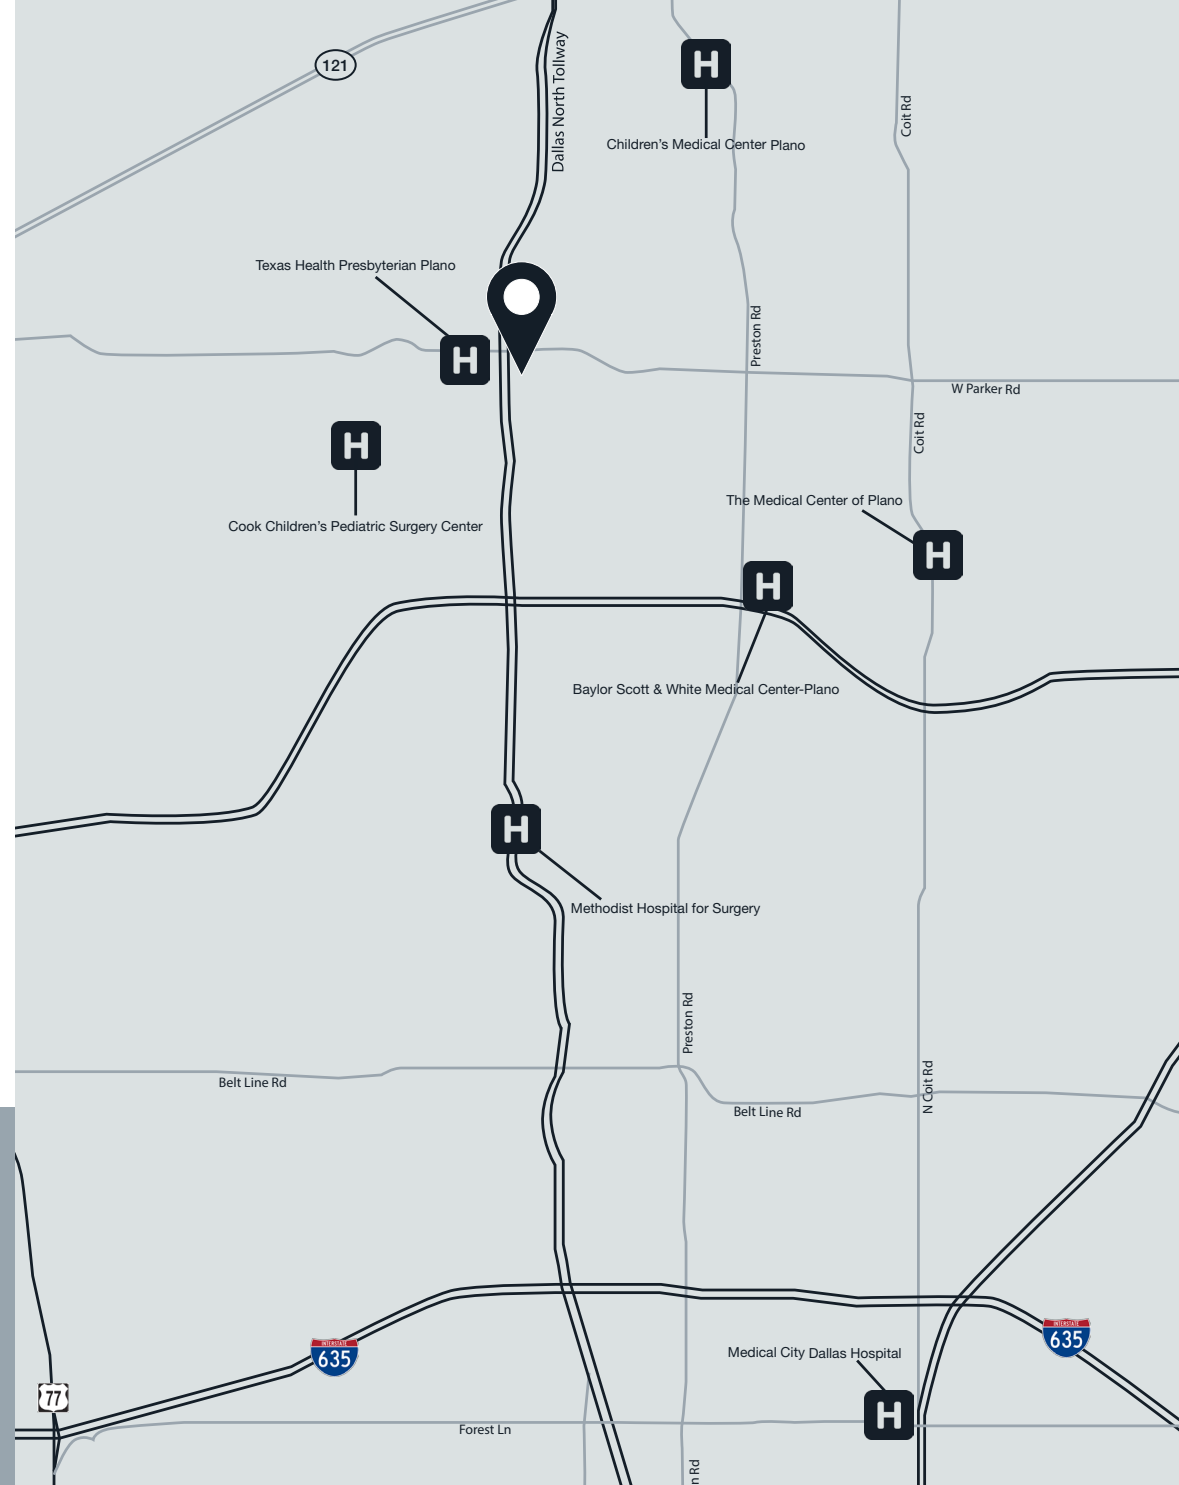 121
Dallas North Tollway
H
Coit Rd
Children's Medical Center Plano
Texas Health Presbyterian Plano
Preston Rd
H
W Parker Rd
Coit Rd
H
The Medical Center of Plano
Cook Children's Pediatric Surgery Center
H
H
Baylor Scott & White Medical Center-Plano
H
Methodist Hospital for Surgery
Preston Rd
Belt Line Rd
N Coit Rd
Belt Line Rd
INTERSTATE
635
INTERSTATE
635
Medical City Dallas Hospital
77
H
Forest Ln
n Rd